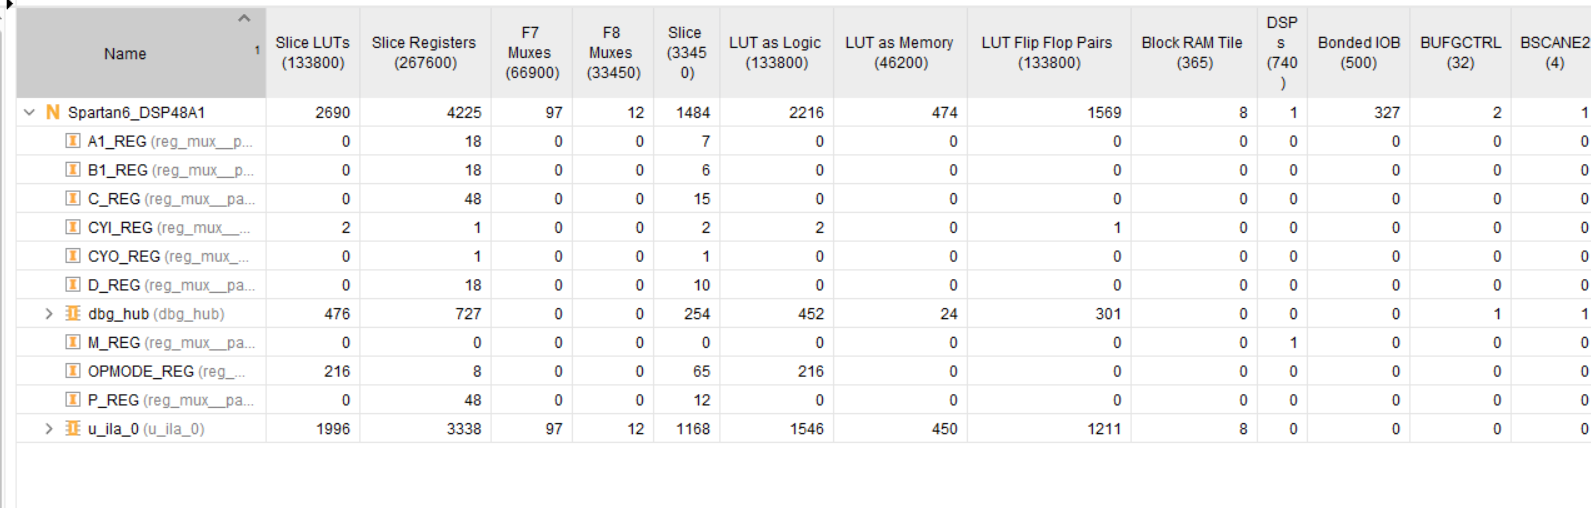 Name 1 Slice LUTs (133800) Slice Registers (267600) F7 Muxes (66900) F8 Muxes (33450) Slice (33450) LUT as Logic (133800) LUT as Memory (46200) LUT Flip Flop Pairs (133800) Block RAM Tile (365) DSPs (740) Bonded IOB (500) BUFGCTRL (32) BSCANE2 (4)
N Spartan6_DSP48A1 2690 4225 97 12 1484 2216 474 1569 8 1 327 2 1
I A1_REG (reg_mux__p... 0 18 0 0 7 0 0 0 0 0 0 0 0
I B1_REG (reg_mux__p... 0 18 0 0 6 0 0 0 0 0 0 0 0
I C_REG (reg_mux__pa... 0 48 0 0 15 0 0 0 0 0 0 0 0
I CYI_REG (reg_mux__... 2 1 0 0 2 2 0 1 0 0 0 0 0
I CYO_REG (reg_mux_... 0 1 0 0 1 0 0 0 0 0 0 0 0
I D_REG (reg_mux__pa... 0 18 0 0 10 0 0 0 0 0 0 0 0
I dbg_hub (dbg_hub) 476 727 0 0 254 452 24 301 0 0 0 1 1
I M_REG (reg_mux__pa... 0 0 0 0 0 0 0 0 0 1 0 0 0
I OPMODE_REG (reg_... 216 8 0 0 65 216 0 0 0 0 0 0 0
I P_REG (reg_mux__pa... 0 48 0 0 12 0 0 0 0 0 0 0 0
I u_ila_0 (u_ila_0) 1996 3338 97 12 1168 1546 450 1211 8 0 0 0 0